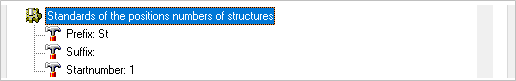 Standards of the positions numbers of structures
Prefix: St
Suffix:
Startnumber: 1